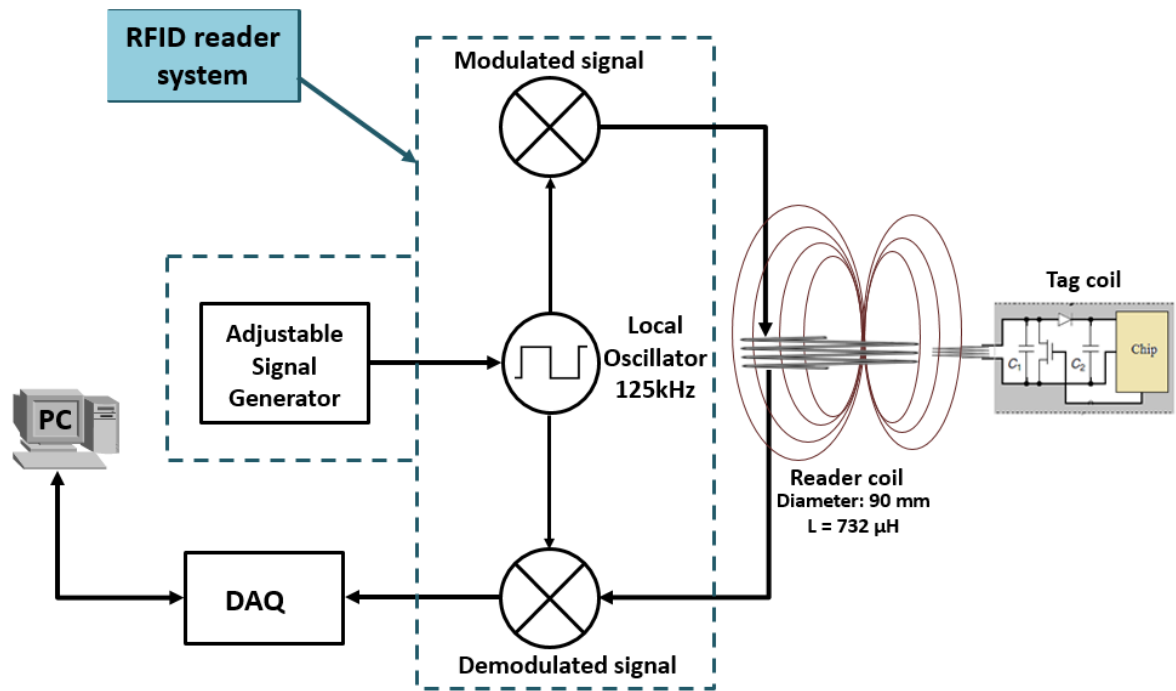 RFID reader
system
Modulated signal
Adjustable
Signal
Generator
Local
Oscillator
125kHz
Tag coil
C1
C2
Chip
PC
Reader coil
Diameter: 90 mm
L = 732 µH
DAQ
Demodulated signal